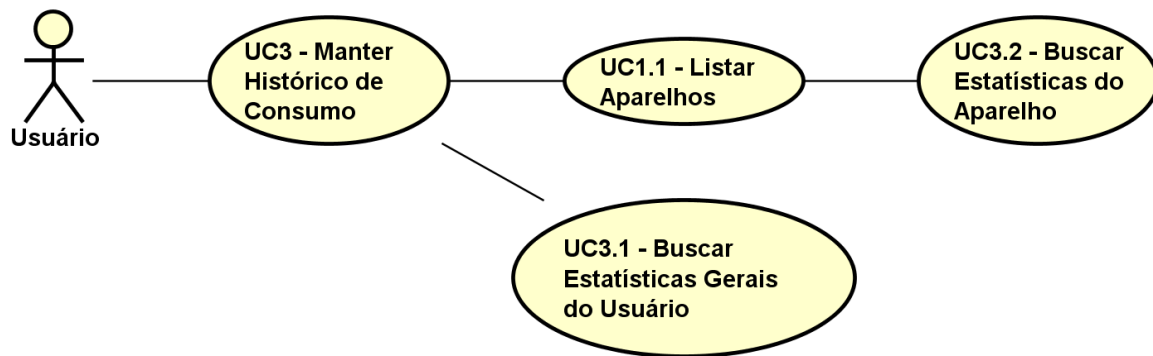 Usuário
UC3 - Manter
Histórico de
Consumo
UC1.1 - Listar
Aparelhos
UC3.2 - Buscar
Estatísticas do
Aparelho
UC3.1 - Buscar
Estatísticas Gerais
do Usuário